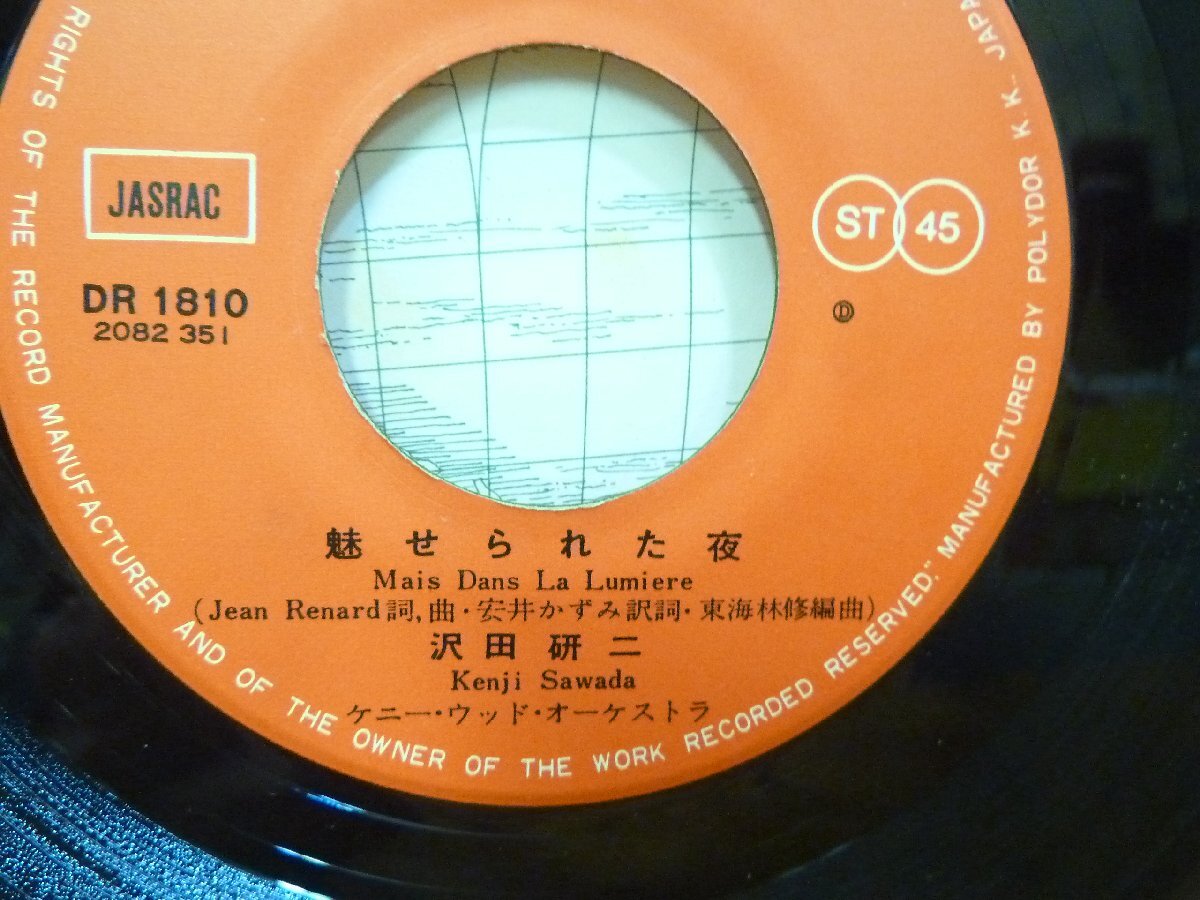 JASRAC
DR 1810
2082 351
ST 45
Ⓓ
魅せられた夜
Mais Dans La Lumiere
(Jean Renard詞,曲・安井かずみ訳詞・東海林修編曲)
沢田研二
Kenji Sawada
ケニー・ウッド・オーケストラ
RIGHTS OF THE RECORD MANUFACTURER AND OF THE OWNER OF THE WORK RECORDED RESERVED." MANUFACTURED BY POLYDOR K.K., JAPA